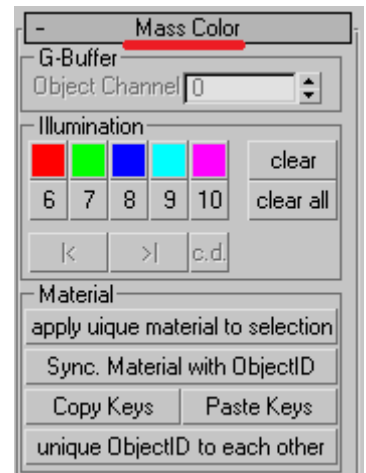 - Mass Color
G-Buffer
Object Channel 0
Illumination
clear
6 7 8 9 10 clear all
|< >| c.d.
Material
apply uique material to selection
Sync. Material with ObjectID
Copy Keys Paste Keys
unique ObjectID to each other